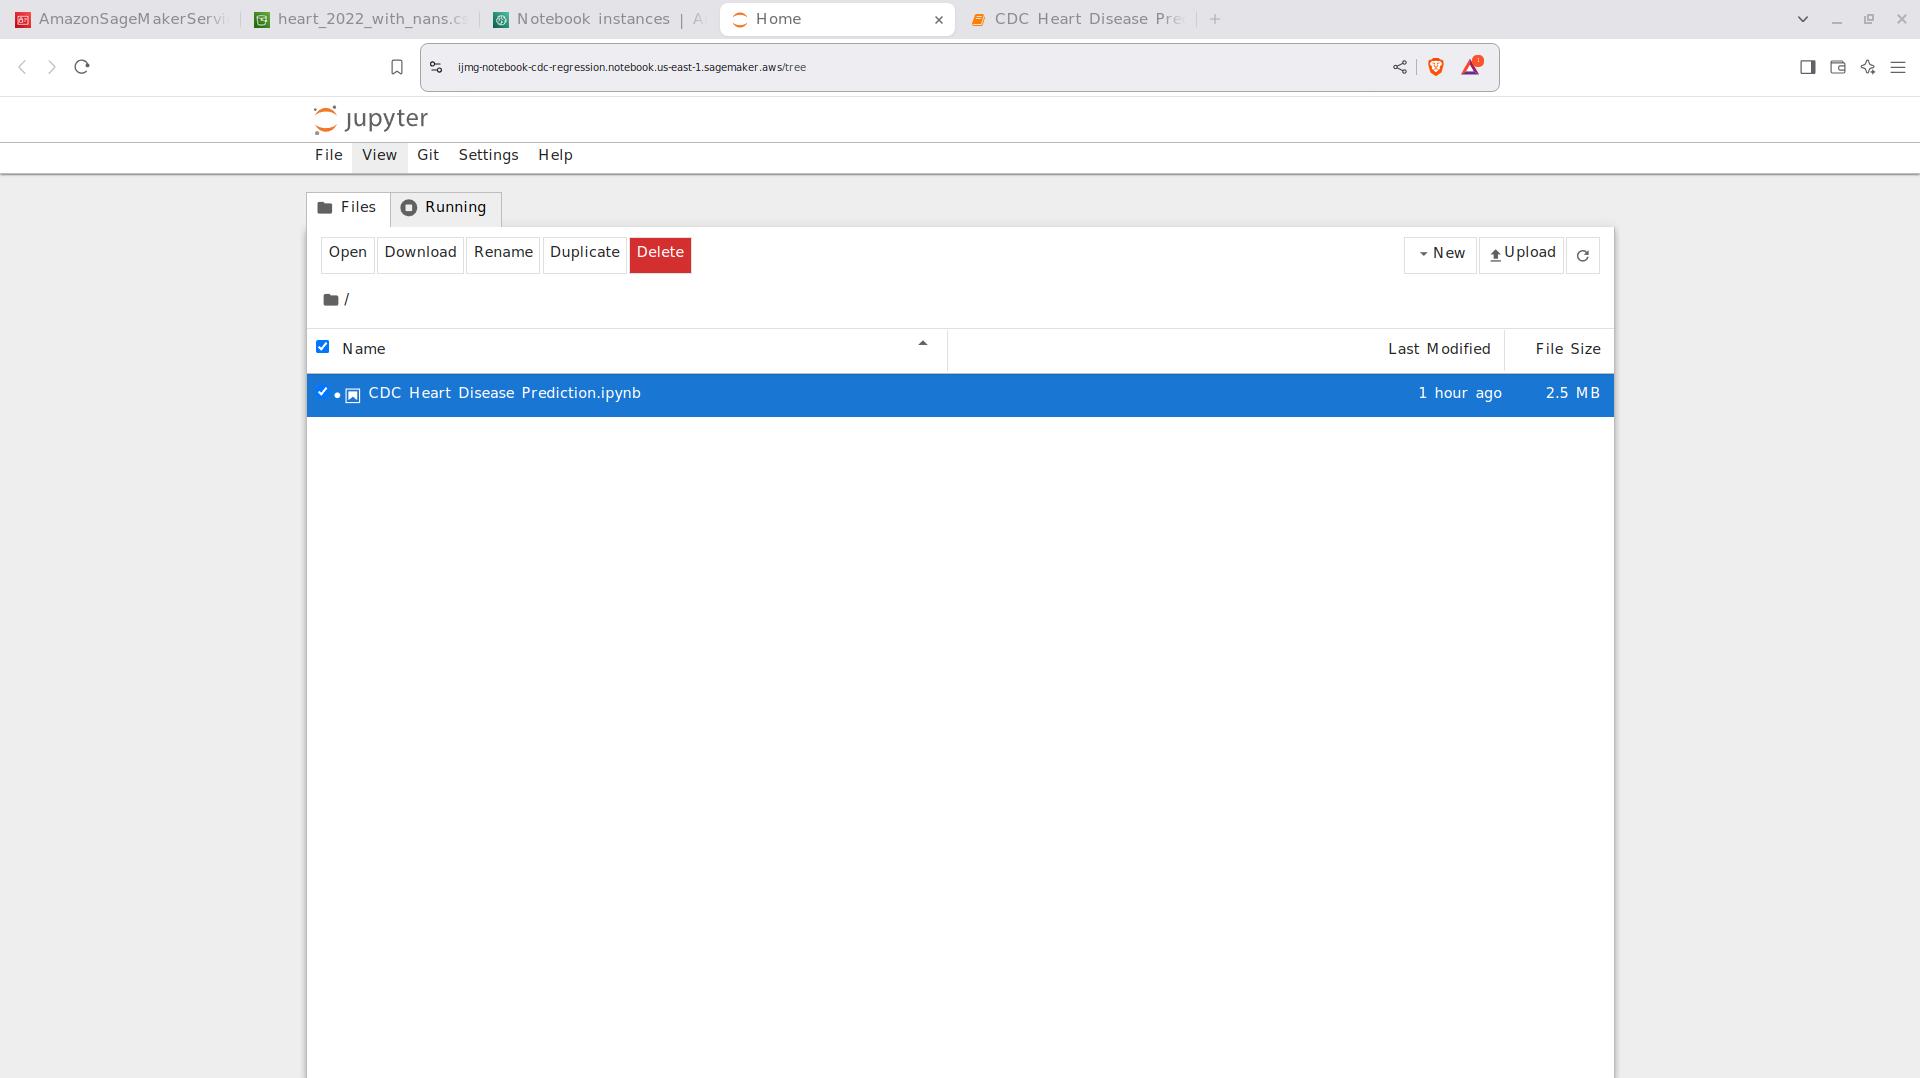 AmazonSageMakerServi
heart_2022_with_nans.cs
Notebook instances | A
Home
CDC Heart Disease Pre
ijmg-notebook-cdc-regression.notebook.us-east-1.sagemaker.aws/tree
jupyter
File View Git Settings Help
Files Running
Open Download Rename Duplicate Delete New Upload
/
Name Last Modified File Size
CDC Heart Disease Prediction.ipynb 1 hour ago 2.5 MB